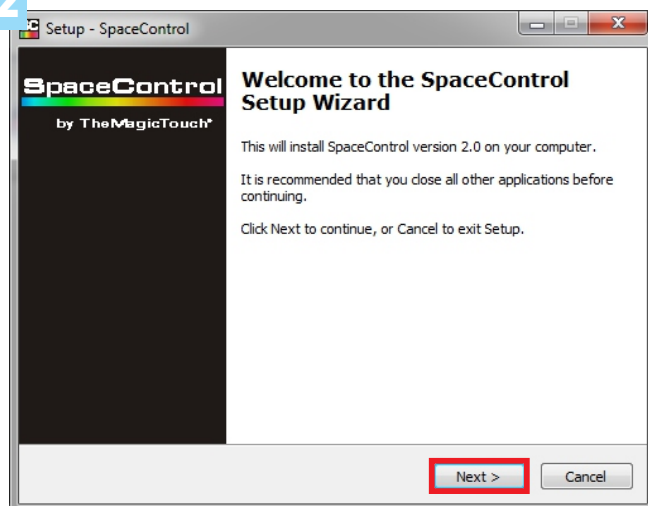 2
Setup - SpaceControl
SpaceControl
by TheMagicTouch®
Welcome to the SpaceControl
Setup Wizard
This will install SpaceControl version 2.0 on your computer.
It is recommended that you close all other applications before
continuing.
Click Next to continue, or Cancel to exit Setup.
Next >
Cancel